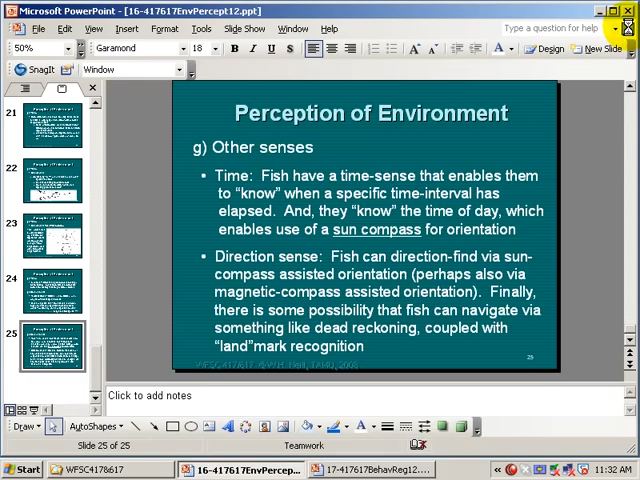 Microsoft PowerPoint - [16-417617EnvPercept12.ppt]
File Edit View Insert Format Tools Slide Show Window Help
Type a question for help
50% Garamond 18 B I U S A A A Design New Slide
SnagIt Window
Perception of Environment
g) Other senses
▪ Time: Fish have a time-sense that enables them
to “know” when a specific time-interval has
elapsed. And, they “know” the time of day, which
enables use of a sun compass for orientation
▪ Direction sense: Fish can direction-find via sun-
compass assisted orientation (perhaps also via
magnetic-compass assisted orientation). Finally,
there is some possibility that fish can navigate via
something like dead reckoning, coupled with
“land”mark recognition
25
21
22
23
24
25
Click to add notes
Draw AutoShapes A A
Slide 25 of 25 Teamwork
Start WFSC417&617 16-417617EnvPercep... 17-417617BehavReg12.... « 11:32 AM